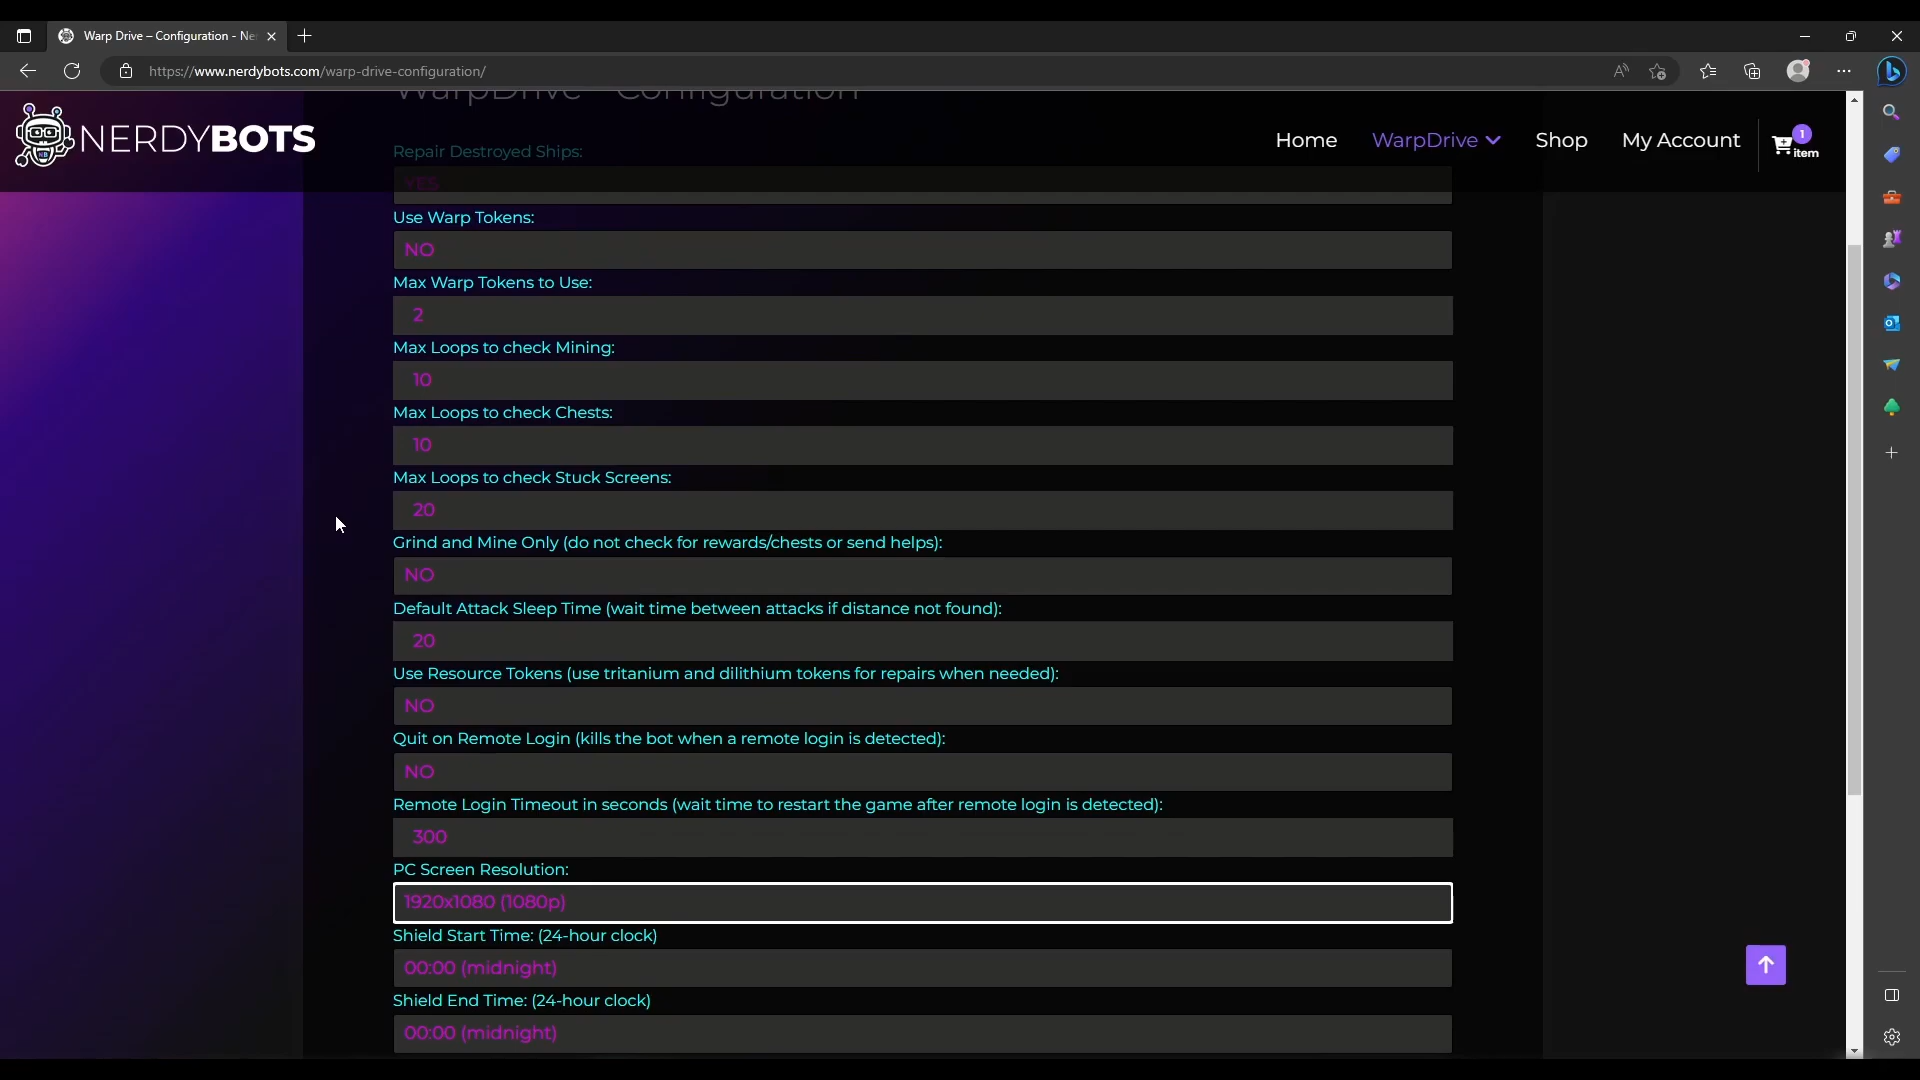 Warp Drive – Configuration - Ne
https://www.nerdybots.com/warp-drive-configuration/
WarpDrive – Configuration
NERDYBOTS
Home
WarpDrive
Shop
My Account
1
item
Repair Destroyed Ships:
YES
Use Warp Tokens:
NO
Max Warp Tokens to Use:
2
Max Loops to check Mining:
10
Max Loops to check Chests:
10
Max Loops to check Stuck Screens:
20
Grind and Mine Only (do not check for rewards/chests or send helps):
NO
Default Attack Sleep Time (wait time between attacks if distance not found):
20
Use Resource Tokens (use tritanium and dilithium tokens for repairs when needed):
NO
Quit on Remote Login (kills the bot when a remote login is detected):
NO
Remote Login Timeout in seconds (wait time to restart the game after remote login is detected):
300
PC Screen Resolution:
1920x1080 (1080p)
Shield Start Time: (24-hour clock)
00:00 (midnight)
Shield End Time: (24-hour clock)
00:00 (midnight)